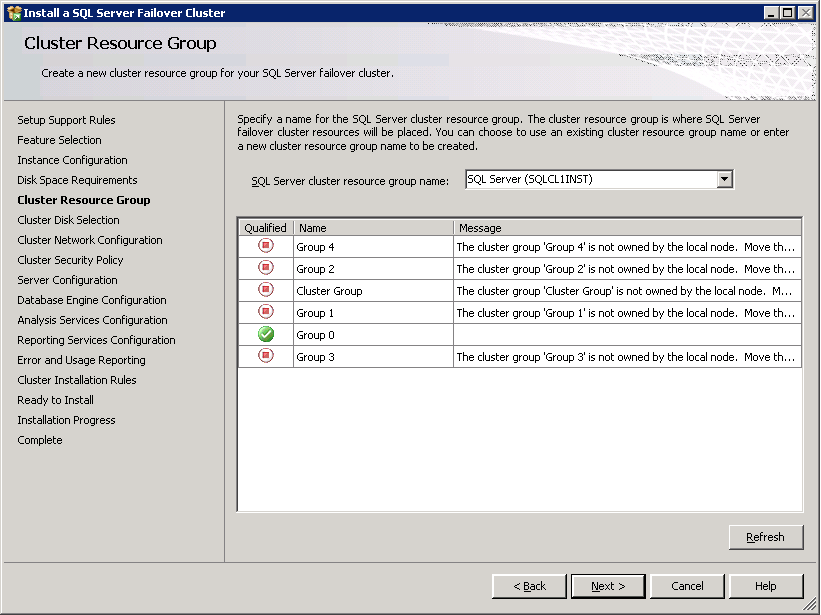 Install a SQL Server Failover Cluster
Cluster Resource Group
Create a new cluster resource group for your SQL Server failover cluster.
Setup Support Rules
Feature Selection
Instance Configuration
Disk Space Requirements
Cluster Resource Group
Cluster Disk Selection
Cluster Network Configuration
Cluster Security Policy
Server Configuration
Database Engine Configuration
Analysis Services Configuration
Reporting Services Configuration
Error and Usage Reporting
Cluster Installation Rules
Ready to Install
Installation Progress
Complete
Specify a name for the SQL Server cluster resource group. The cluster resource group is where SQL Server
failover cluster resources will be placed. You can choose to use an existing cluster resource group name or enter
a new cluster resource group name to be created.
SQL Server cluster resource group name: SQL Server (SQLCL1INST)
Qualified Name Message
Group 4 The cluster group 'Group 4' is not owned by the local node. Move th...
Group 2 The cluster group 'Group 2' is not owned by the local node. Move th...
Cluster Group The cluster group 'Cluster Group' is not owned by the local node. M...
Group 1 The cluster group 'Group 1' is not owned by the local node. Move th...
Group 0
Group 3 The cluster group 'Group 3' is not owned by the local node. Move th...
Refresh
< Back Next > Cancel Help